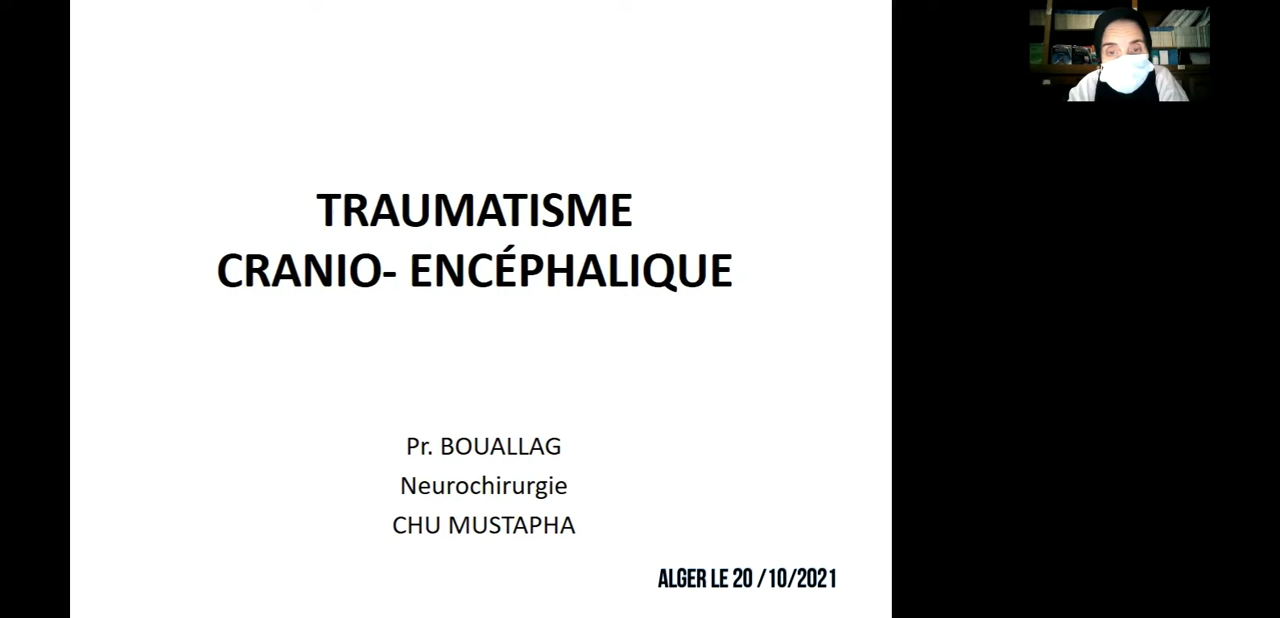 TRAUMATISME
CRANIO- ENCÉPHALIQUE
Pr. BOUALLAG
Neurochirurgie
CHU MUSTAPHA
ALGER LE 20 /10/2021